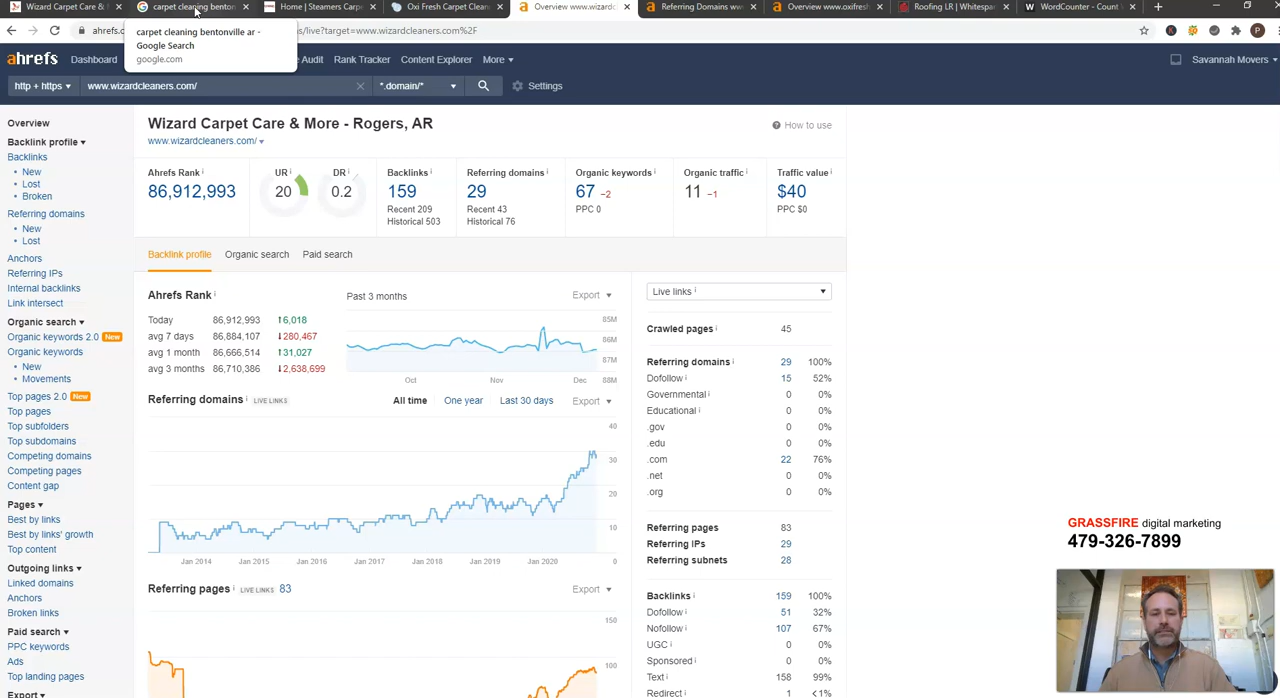 Wizard Carpet Care &
carpet cleaning benton
Home | Steamers Carpe
Oxi Fresh Carpet Clean
Overview www.wizard
Referring Domains ww
Overview: www.oxifres
Roofing LR | Whitespar
WordCounter - Count
carpet cleaning bentonville ar -
Google Search
google.com
ahrefs.c
s/live?target=www.wizardcleaners.com%2F
P
ahrefs
Dashboard
Audit
Rank Tracker
Content Explorer
More
Savannah Movers
http + https
www.wizardcleaners.com/
*.domain/*
Settings
Overview
Backlink profile
Backlinks
New
Lost
Broken
Referring domains
New
Lost
Anchors
Referring IPs
Internal backlinks
Link intersect
Organic search
Organic keywords 2.0 New
Organic keywords
New
Movements
Top pages 2.0 New
Top pages
Top subfolders
Top subdomains
Competing domains
Competing pages
Content gap
Pages
Best by links
Best by links' growth
Top content
Outgoing links
Linked domains
Anchors
Broken links
Paid search
PPC keywords
Ads
Top landing pages
Export
Wizard Carpet Care & More - Rogers, AR
www.wizardcleaners.com/
How to use
Ahrefs Rank
86,912,993
UR
20
DR
0.2
Backlinks
159
Recent 209
Historical 503
Referring domains
29
Recent 43
Historical 76
Organic keywords
67 −2
PPC 0
Organic traffic
11 −1
Traffic value
$40
PPC $0
Backlink profile
Organic search
Paid search
Ahrefs Rank
Past 3 months
Export
Today 86,912,993 ↑6,018
avg 7 days 86,884,107 ↓280,467
avg 1 month 86,666,514 ↑31,027
avg 3 months 86,710,386 ↓2,638,699
85M
86M
87M
88M
Oct
Nov
Dec
Referring domains LIVE LINKS
All time
One year
Last 30 days
Export
40
30
20
10
0
Jan 2014
Jan 2015
Jan 2016
Jan 2017
Jan 2018
Jan 2019
Jan 2020
Referring pages LIVE LINKS 83
Export
150
100
Live links
Crawled pages 45
Referring domains 29 100%
Dofollow 15 52%
Governmental 0 0%
Educational 0 0%
.gov 0 0%
.edu 0 0%
.com 22 76%
.net 0 0%
.org 0 0%
Referring pages 83
Referring IPs 29
Referring subnets 28
Backlinks 159 100%
Dofollow 51 32%
Nofollow 107 67%
UGC 0 0%
Sponsored 0 0%
Text 158 99%
Redirect 1 <1%
GRASSFIRE digital marketing
479-326-7899